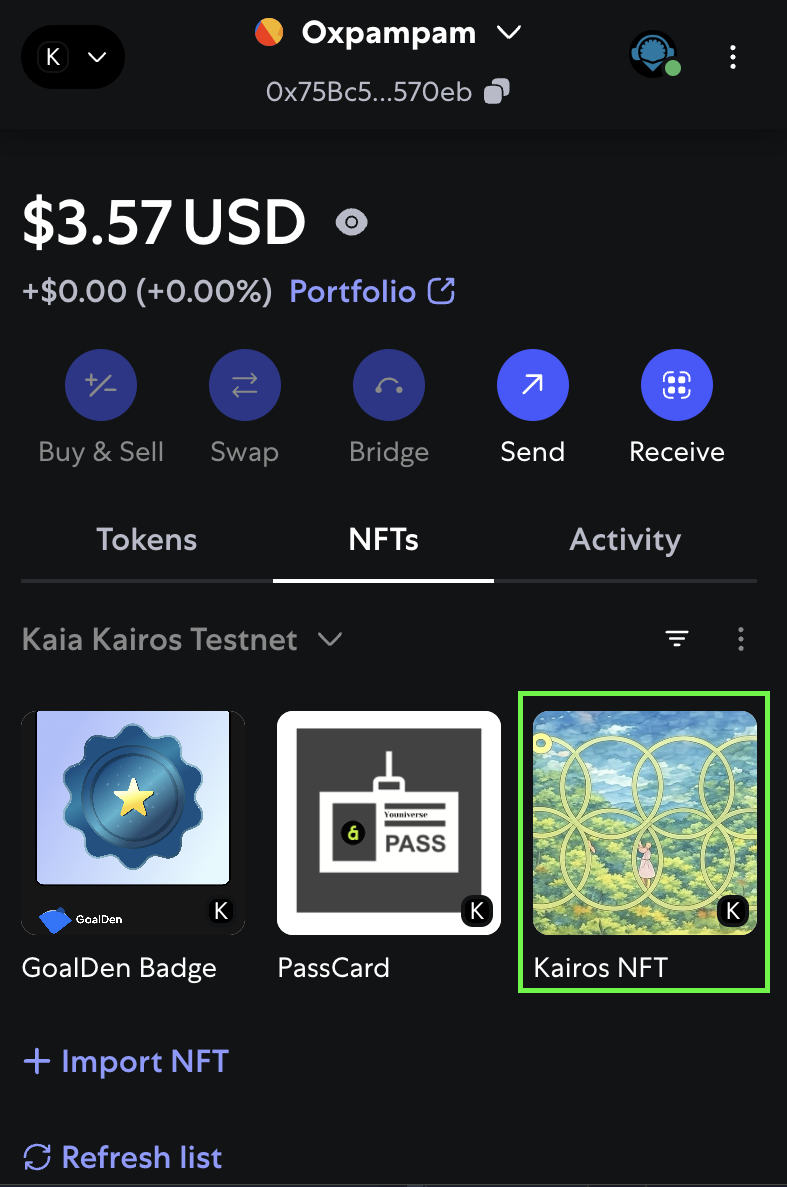 K
Oxpampam
0x75Bc5...570eb
$3.57 USD
+$0.00 (+0.00%) Portfolio
Buy & Sell
Swap
Bridge
Send
Receive
Tokens
NFTs
Activity
Kaia Kairos Testnet
GoalDen
K
GoalDen Badge
Youniverse
á
PASS
K
PassCard
K
Kairos NFT
+ Import NFT
Refresh list